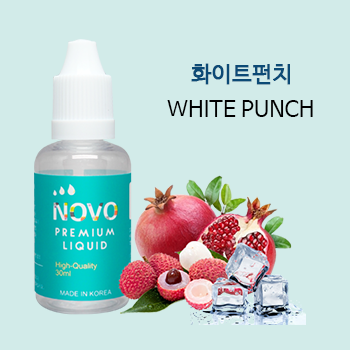 화이트펀치
WHITE PUNCH
NOVO
PREMIUM
LIQUID
High-Quality
30ml
MADE IN KOREA